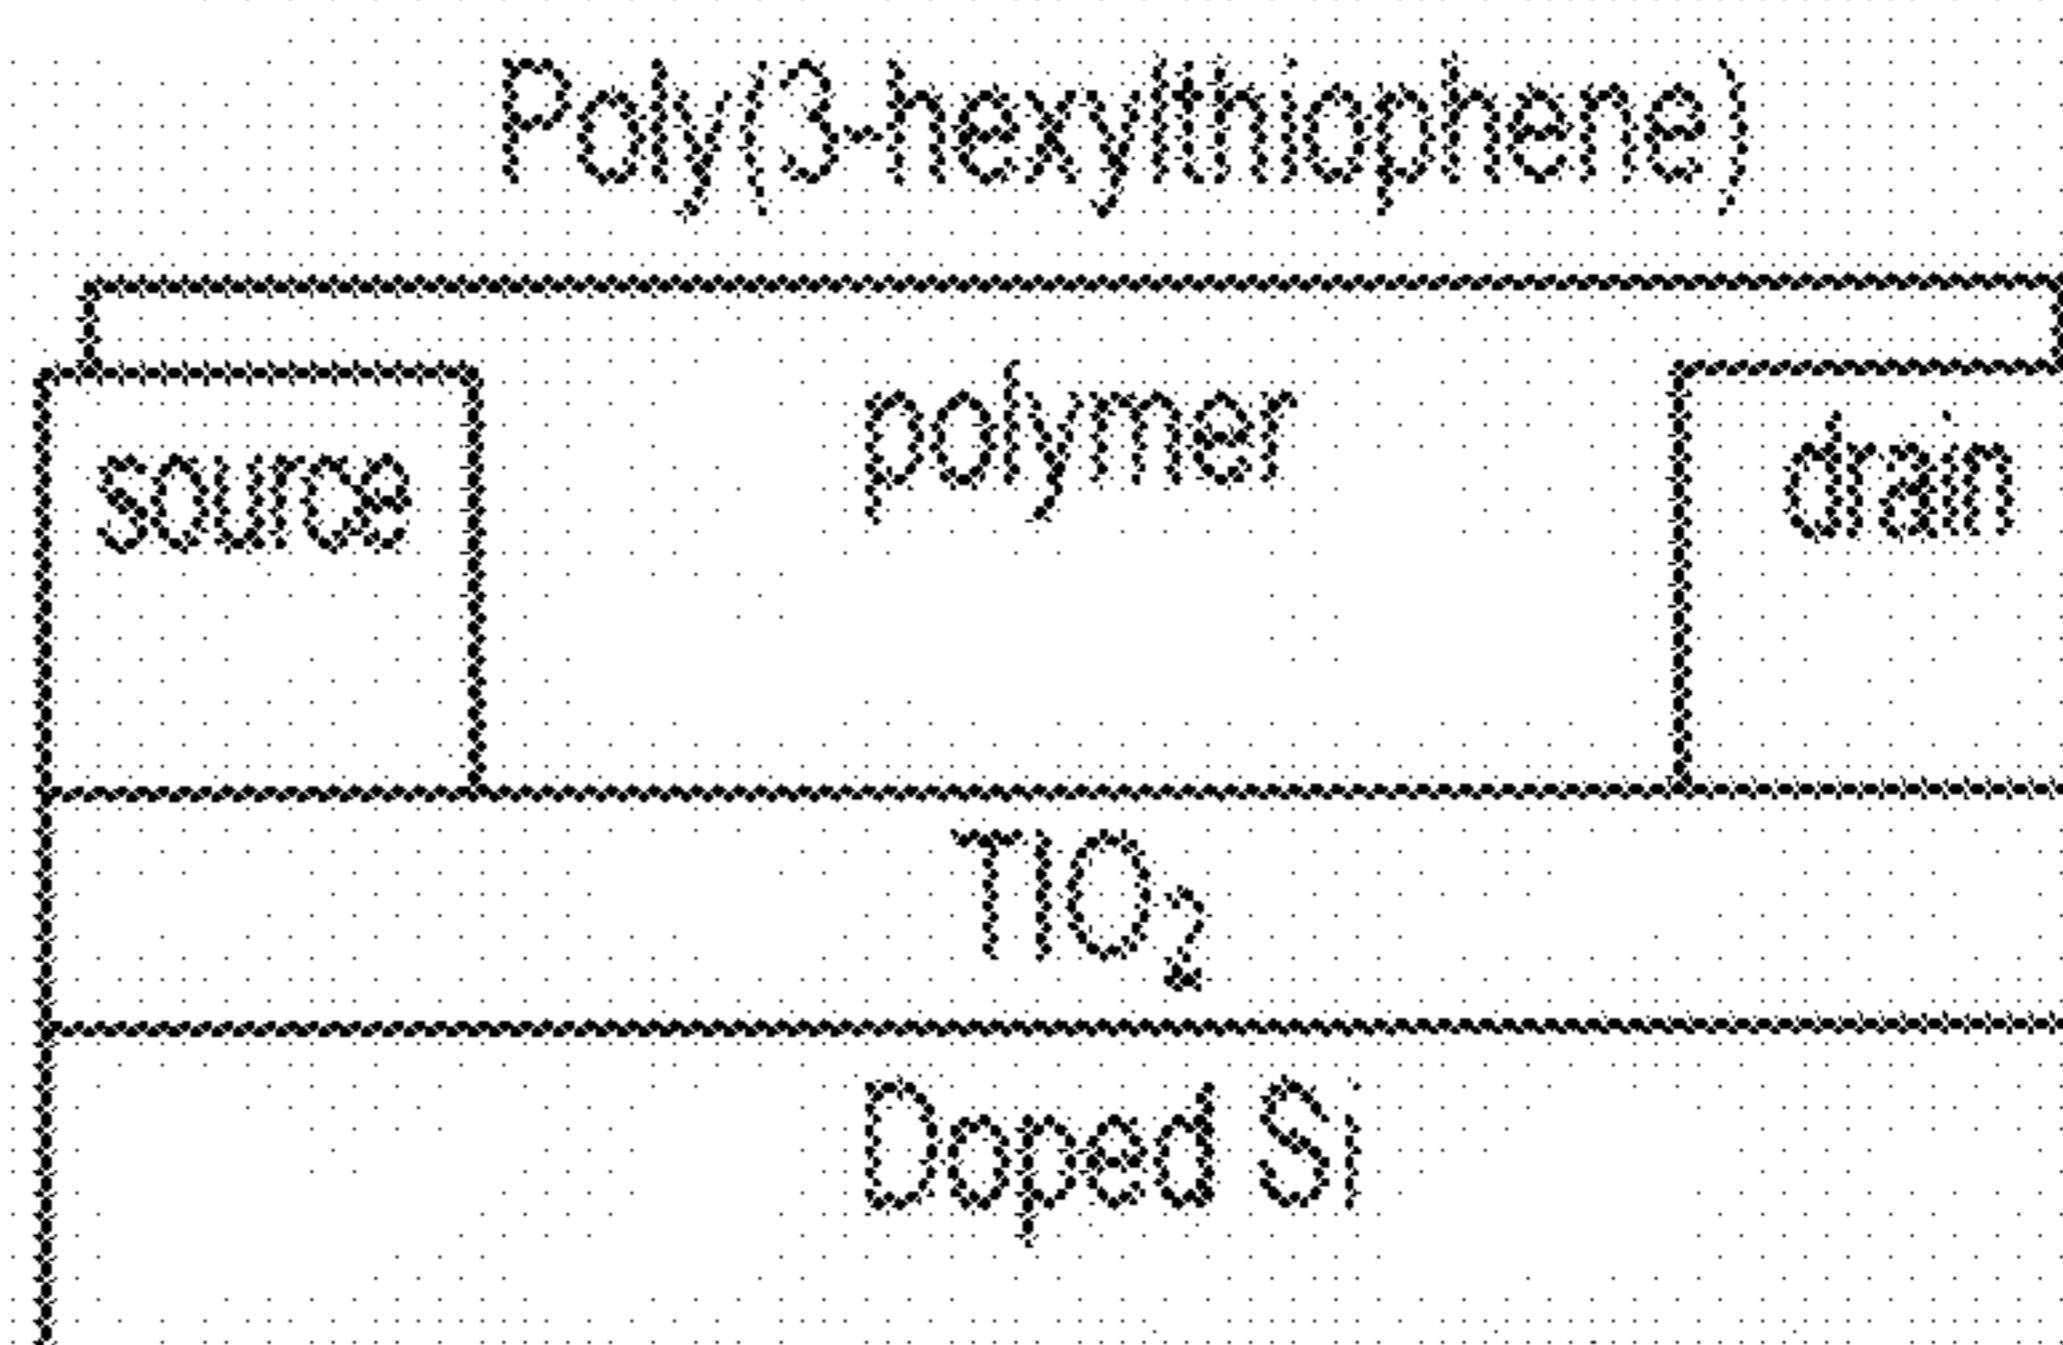 Poly(3-hexylthiophene)
polymer
source
drain
TiO₂
Doped Si